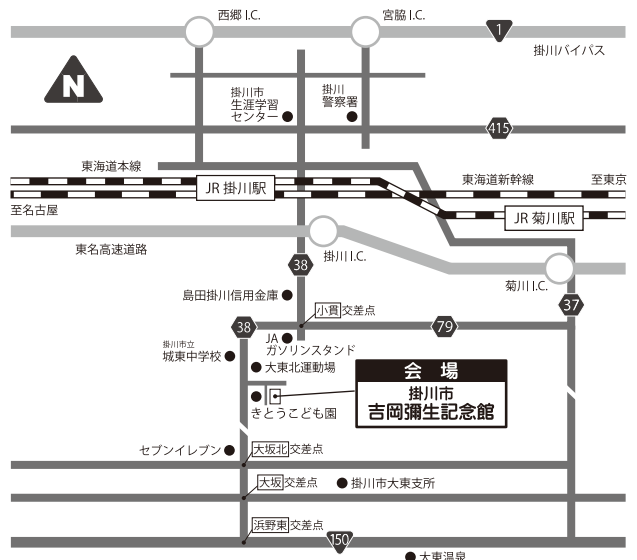 西郷 I.C.
宮脇 I.C.
1
掛川バイパス
N
掛川市
生涯学習
センター
掛川
警察署
415
東海道本線
JR 掛川駅
東海道新幹線
至東京
至名古屋
JR 菊川駅
東名高速道路
掛川 I.C.
38
菊川 I.C.
島田掛川信用金庫
37
小貫交差点
38
79
JA
ガソリンスタンド
掛川市立
城東中学校
大東北運動場
会 場
掛川市
吉岡彌生記念館
きとうこども園
セブンイレブン
大坂北交差点
大坂交差点
掛川市大東支所
浜野東交差点
150
大東温泉